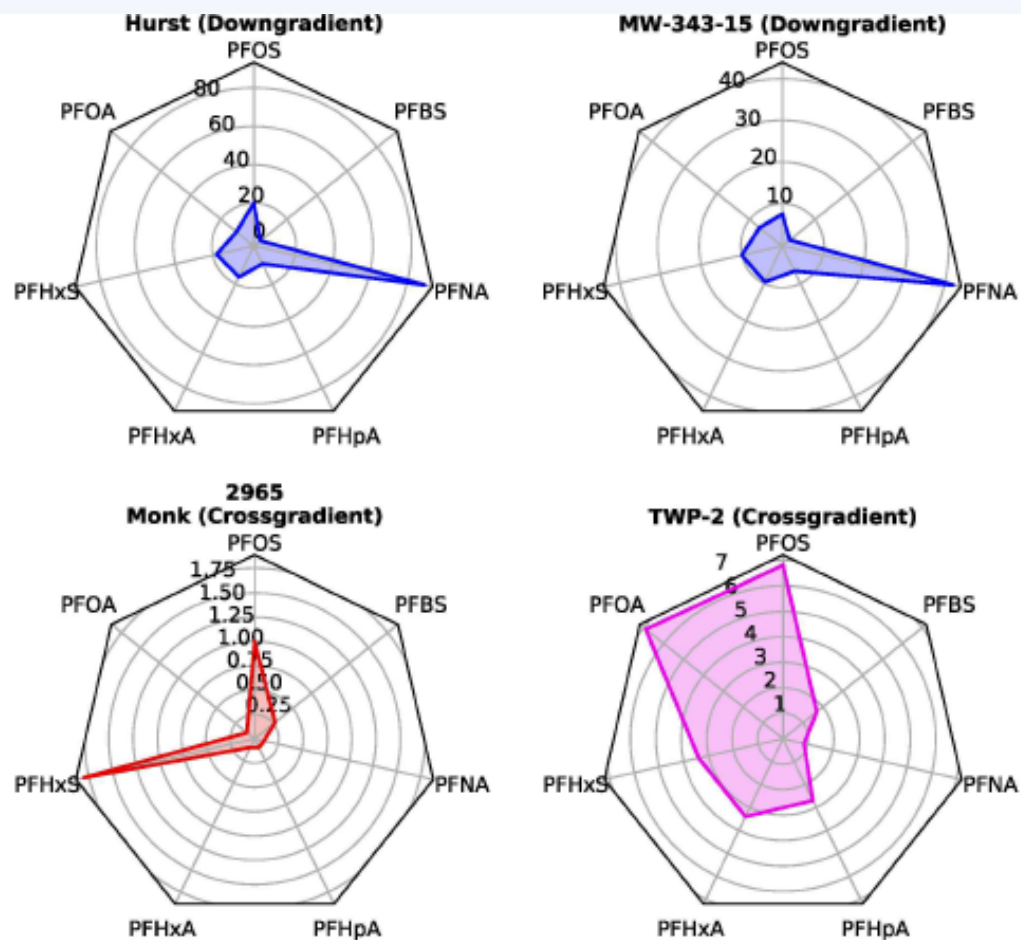 Hurst (Downgradient)
PFOS
PFOA
PFBS
80
60
40
20
0
PFHxS
PFNA
PFHxA
PFHpA
MW-343-15 (Downgradient)
PFOS
PFOA
PFBS
40
30
20
10
PFHxS
PFNA
PFHxA
PFHpA
2965
Monk (Crossgradient)
PFOS
PFOA
PFBS
1.75
1.50
1.25
1.00
0.75
0.50
0.25
PFHxS
PFNA
PFHxA
PFHpA
TWP-2 (Crossgradient)
PFOS
PFOA
PFBS
7
6
5
4
3
2
1
PFHxS
PFNA
PFHxA
PFHpA